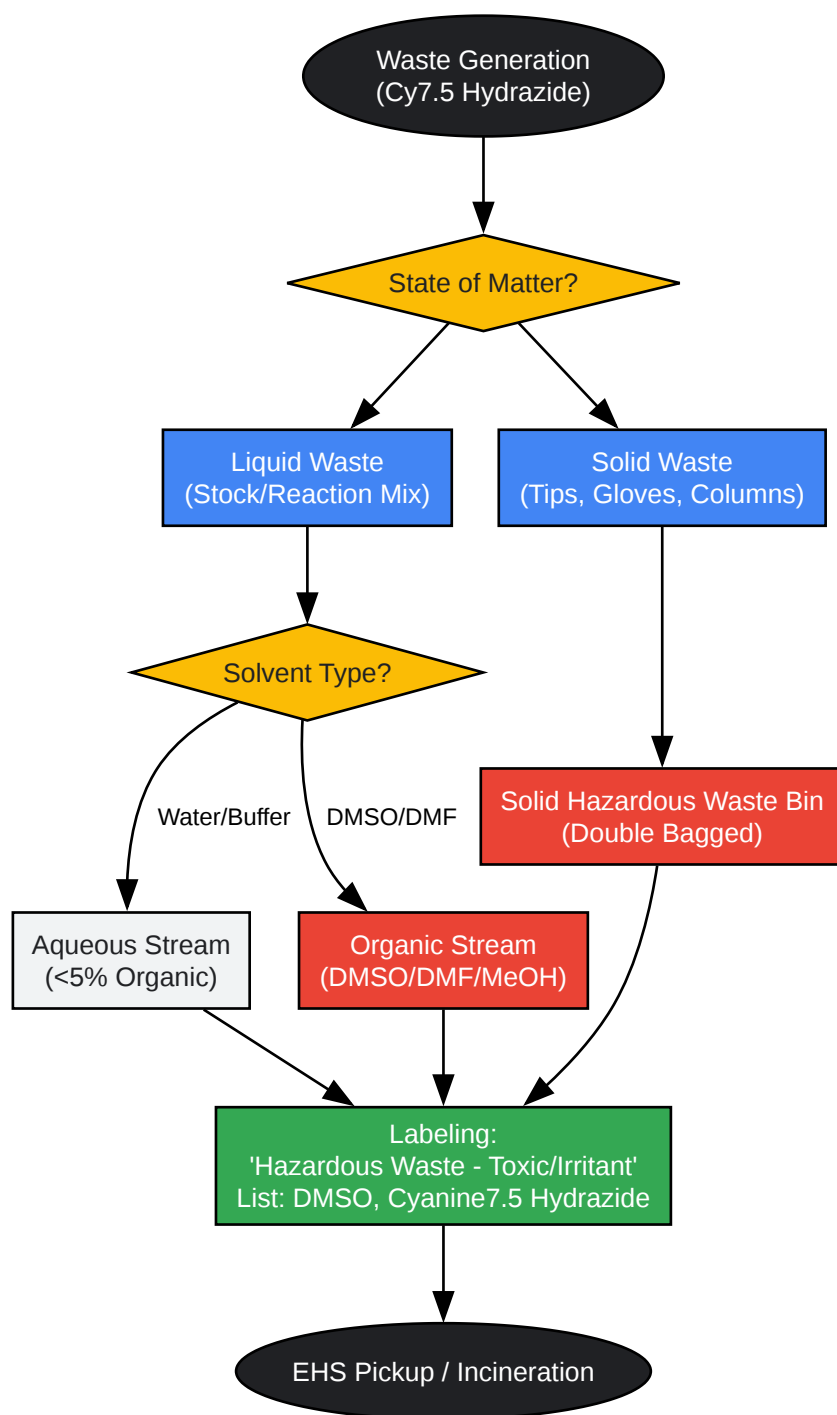 Waste Generation
(Cy7.5 Hydrazide)
State of Matter?
Liquid Waste
(Stock/Reaction Mix)
Solid Waste
(Tips, Gloves, Columns)
Solvent Type?
Water/Buffer
DMSO/DMF
Solid Hazardous Waste Bin
(Double Bagged)
Aqueous Stream
(<5% Organic)
Organic Stream
(DMSO/DMF/MeOH)
Labeling:
'Hazardous Waste - Toxic/Irritant'
List: DMSO, Cyanine7.5 Hydrazide
EHS Pickup / Incineration